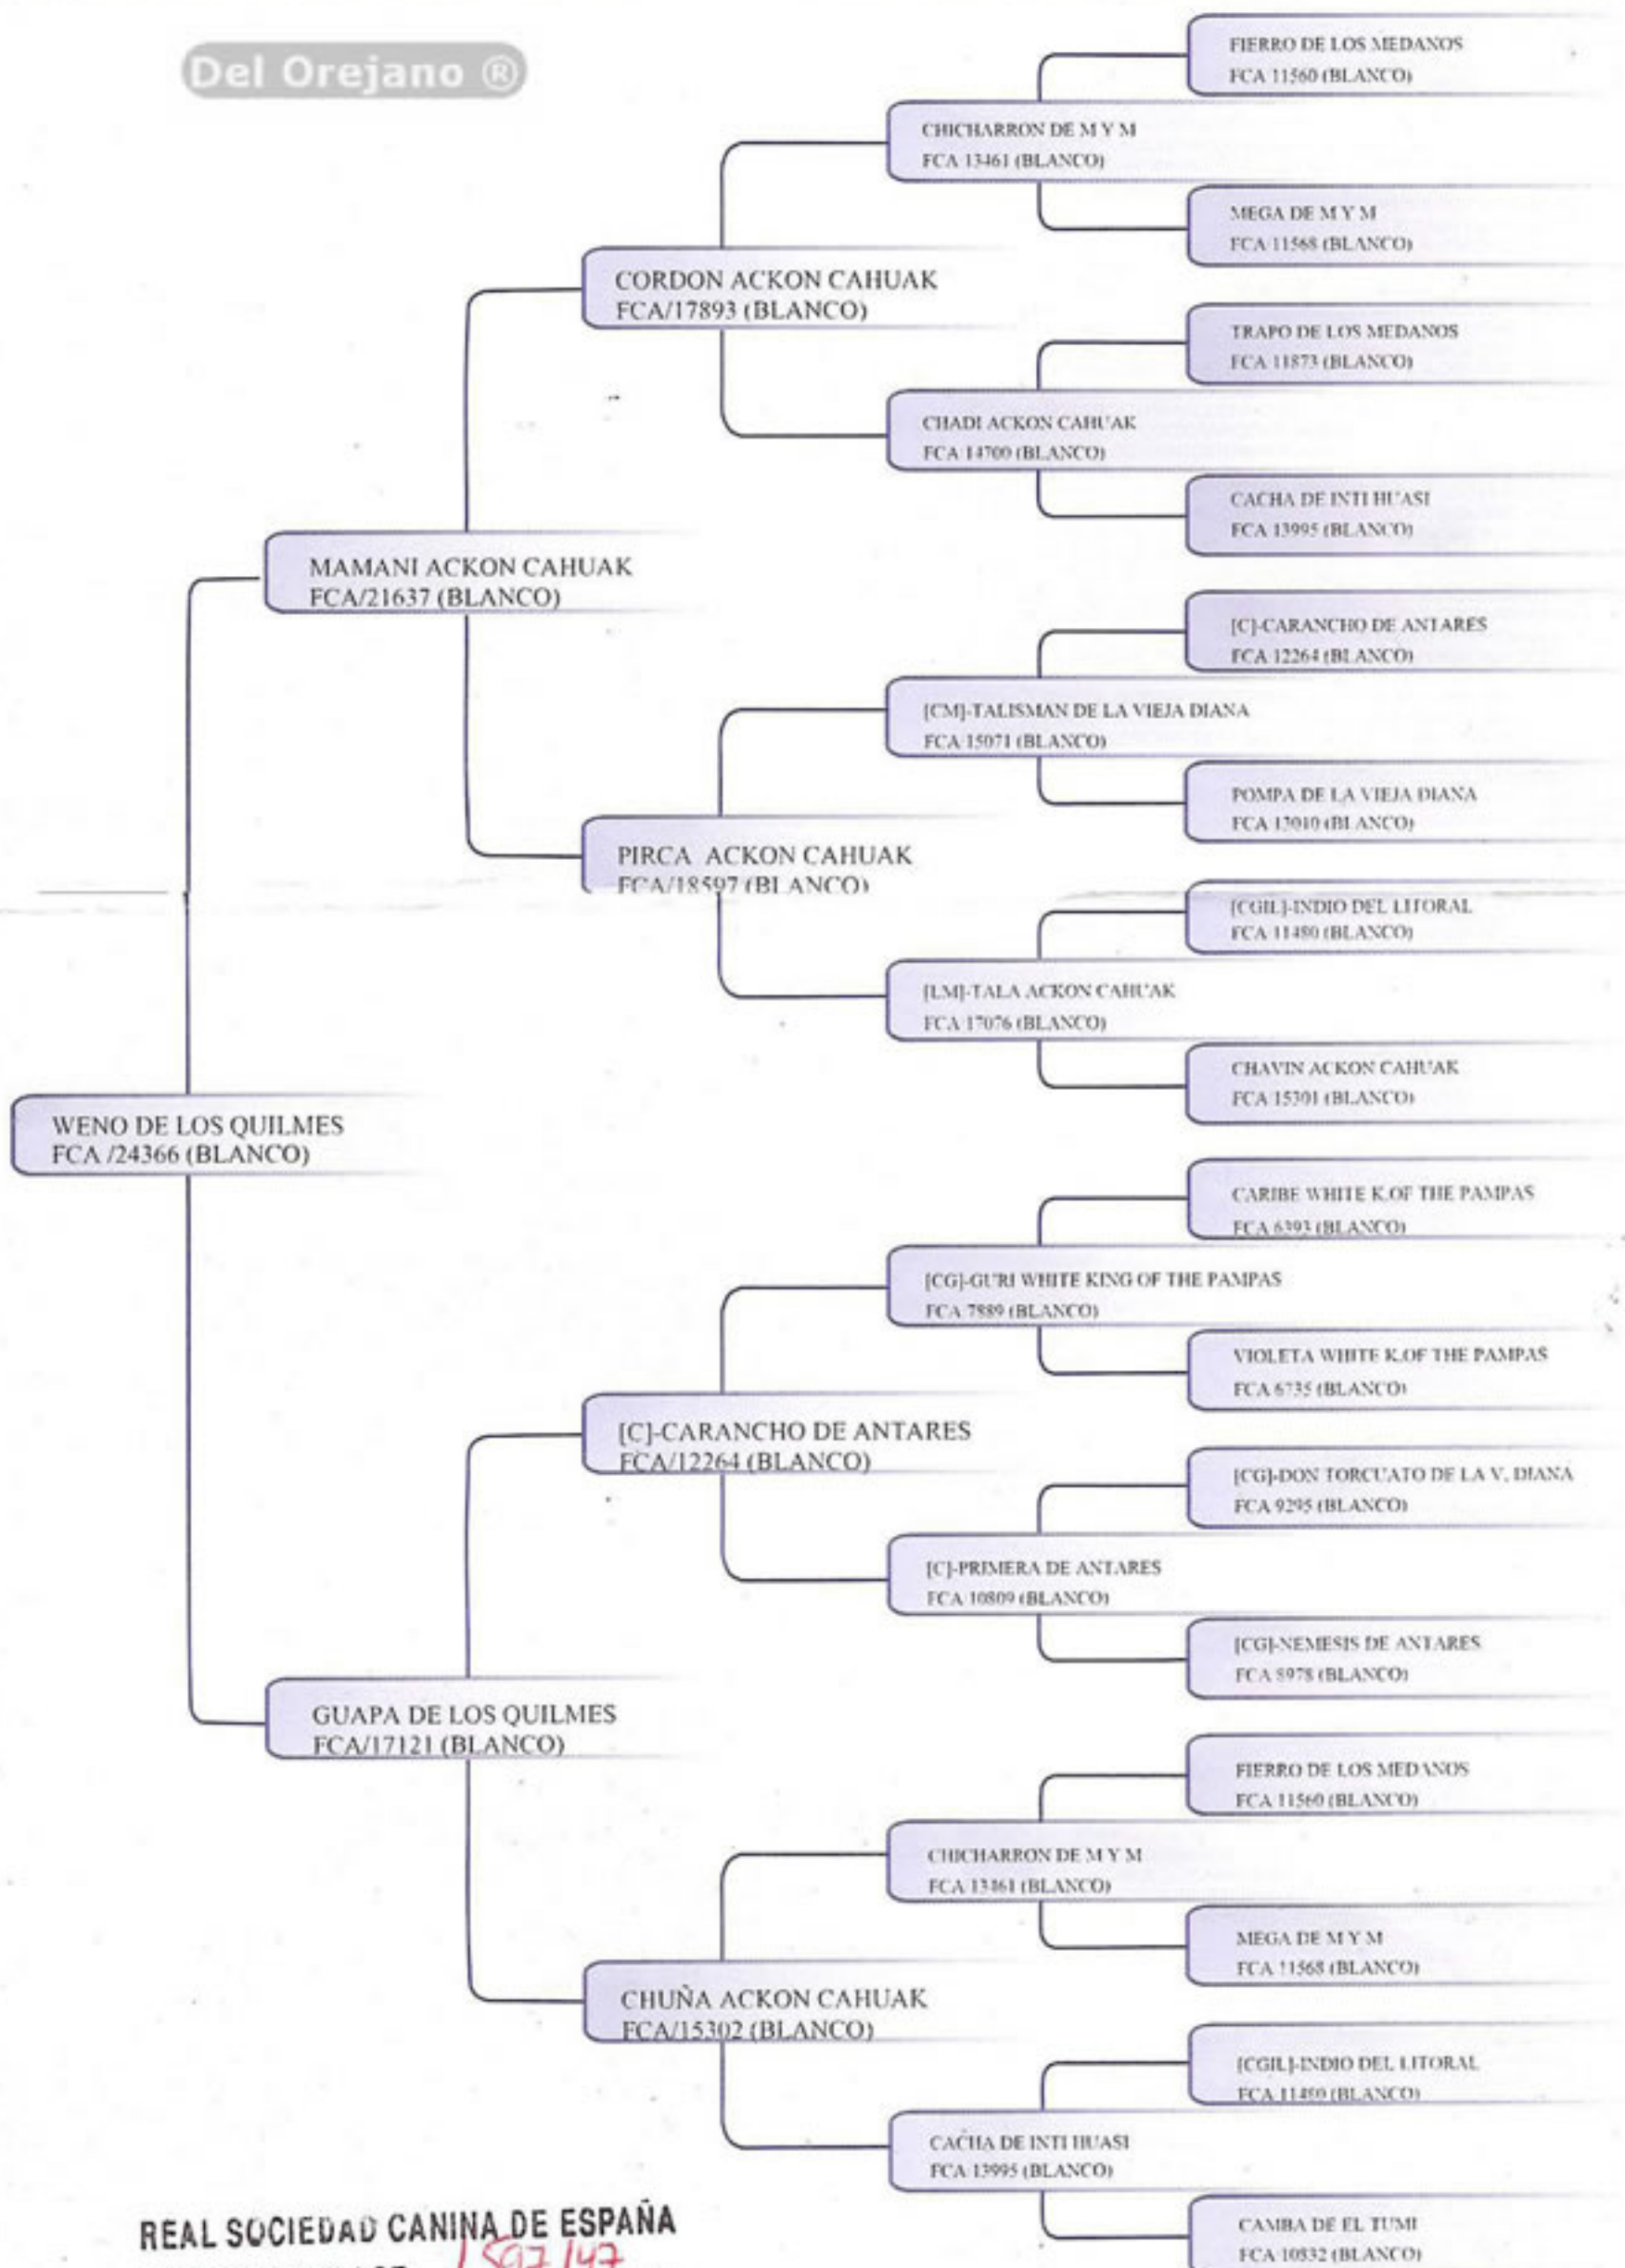 Del Orejano ®
FIERRO DE LOS MEDANOS
FCA 11560 (BLANCO)
CHICHARRON DE M Y M
FCA 13461 (BLANCO)
MEGA DE M Y M
FCA 11568 (BLANCO)
CORDON ACKON CAHUAK
FCA/17893 (BLANCO)
TRAPO DE LOS MEDANOS
FCA 11873 (BLANCO)
CHADI ACKON CAHUAK
FCA 14700 (BLANCO)
CACHA DE INTI HUASI
FCA 13995 (BLANCO)
MAMANI ACKON CAHUAK
FCA/21637 (BLANCO)
[C]-CARANCHO DE ANTARES
FCA 12264 (BLANCO)
[CM]-TALISMAN DE LA VIEJA DIANA
FCA 15071 (BLANCO)
POMPA DE LA VIEJA DIANA
FCA 13010 (BLANCO)
PIRCA ACKON CAHUAK
FCA/18597 (BLANCO)
[CGIL]-INDIO DEL LITORAL
FCA 11480 (BLANCO)
[LM]-TALA ACKON CAHUAK
FCA 17076 (BLANCO)
CHAVIN ACKON CAHUAK
FCA 15301 (BLANCO)
WENO DE LOS QUILMES
FCA /24366 (BLANCO)
CARIBE WHITE K.OF THE PAMPAS
FCA 6393 (BLANCO)
[CG]-GURI WHITE KING OF THE PAMPAS
FCA 7889 (BLANCO)
VIOLETA WHITE K.OF THE PAMPAS
FCA 6735 (BLANCO)
[C]-CARANCHO DE ANTARES
FCA/12264 (BLANCO)
[CG]-DON TORCUATO DE LA V. DIANA
FCA 9295 (BLANCO)
[C]-PRIMERA DE ANTARES
FCA 10809 (BLANCO)
[CG]-NEMESIS DE ANTARES
FCA 8978 (BLANCO)
GUAPA DE LOS QUILMES
FCA/17121 (BLANCO)
FIERRO DE LOS MEDANOS
FCA 11560 (BLANCO)
CHICHARRON DE M Y M
FCA 13461 (BLANCO)
MEGA DE M Y M
FCA 11568 (BLANCO)
CHUÑA ACKON CAHUAK
FCA/15302 (BLANCO)
[CGIL]-INDIO DEL LITORAL
FCA 11480 (BLANCO)
CACHA DE INTI HUASI
FCA 13995 (BLANCO)
CAMBA DE EL TUMI
FCA 10832 (BLANCO)
REAL SOCIEDAD CANINA DE ESPAÑA